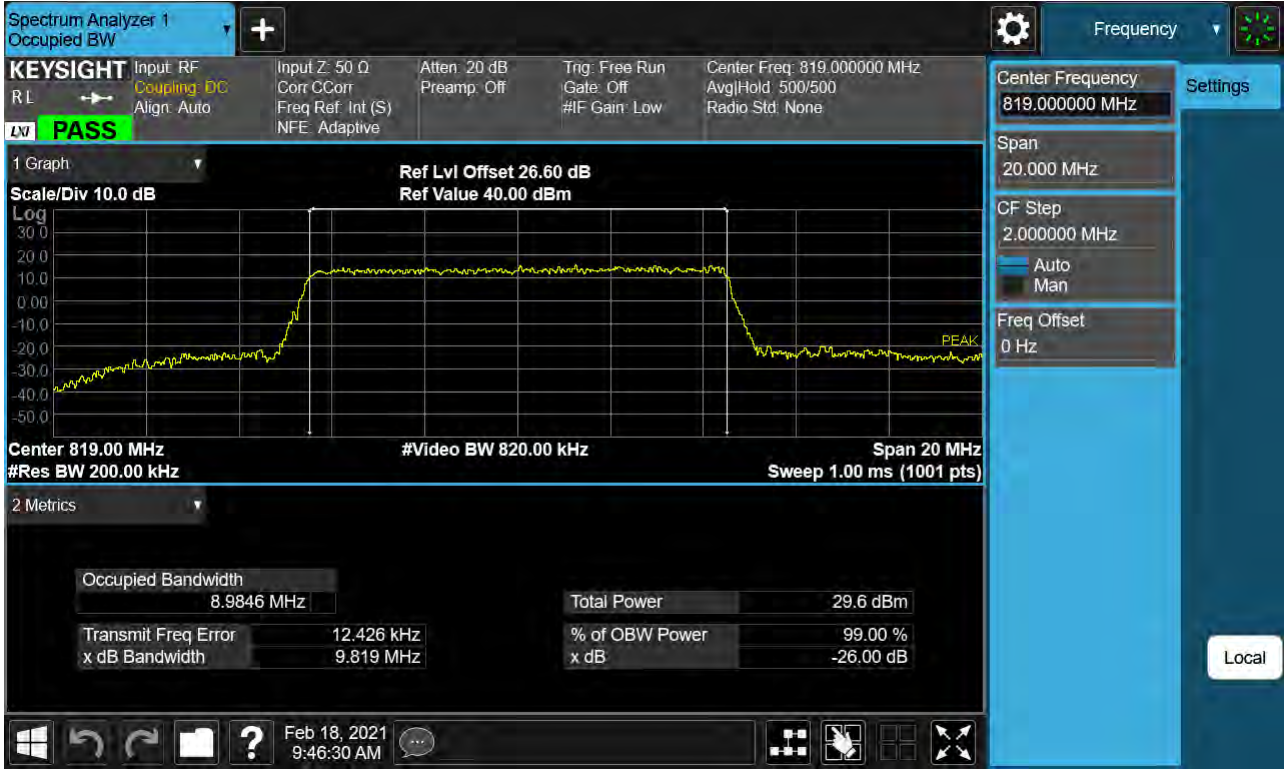 Spectrum Analyzer 1
Occupied BW
Frequency
KEYSIGHT
RL
LXI PASS
Input: RF
Coupling: DC
Align: Auto
Input Z: 50 Ω
Corr CCorr
Freq Ref: Int (S)
NFE: Adaptive
Atten: 20 dB
Preamp: Off
Trig: Free Run
Gate: Off
#IF Gain: Low
Center Freq: 819.000000 MHz
Avg|Hold: 500/500
Radio Std: None
Center Frequency
819.000000 MHz
Settings
Span
20.000 MHz
CF Step
2.000000 MHz
Auto
Man
Freq Offset
0 Hz
1 Graph
Scale/Div 10.0 dB
Ref Lvl Offset 26.60 dB
Ref Value 40.00 dBm
Log
30.0
20.0
10.0
0.00
-10.0
-20.0
-30.0
-40.0
-50.0
PEAK
Center 819.00 MHz
#Video BW 820.00 kHz
Span 20 MHz
#Res BW 200.00 kHz
Sweep 1.00 ms (1001 pts)
2 Metrics
Occupied Bandwidth
8.9846 MHz
Total Power 29.6 dBm
Transmit Freq Error 12.426 kHz
% of OBW Power 99.00 %
x dB Bandwidth 9.819 MHz
x dB -26.00 dB
Local
?
Feb 18, 2021
9:46:30 AM